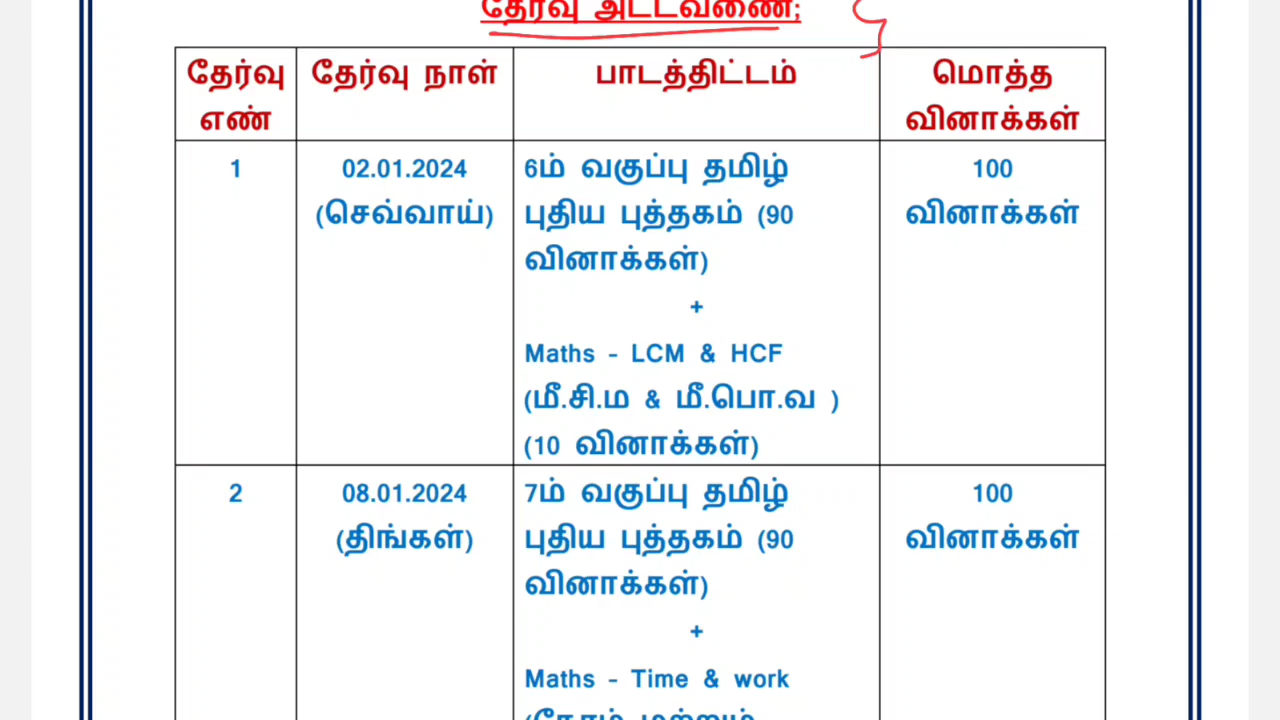 தேர்வு அட்டவணை;
தேர்வு எண்
தேர்வு நாள்
பாடத்திட்டம்
மொத்த
வினாக்கள்
1
02.01.2024
(செவ்வாய்)
6ம் வகுப்பு தமிழ்
புதிய புத்தகம் (90
வினாக்கள்)
+
Maths - LCM & HCF
(மீ.சி.ம & மீ.பொ.வ )
(10 வினாக்கள்)
100
வினாக்கள்
2
08.01.2024
(திங்கள்)
7ம் வகுப்பு தமிழ்
புதிய புத்தகம் (90
வினாக்கள்)
+
Maths - Time & work
(நேரம் மற்றும்
100
வினாக்கள்